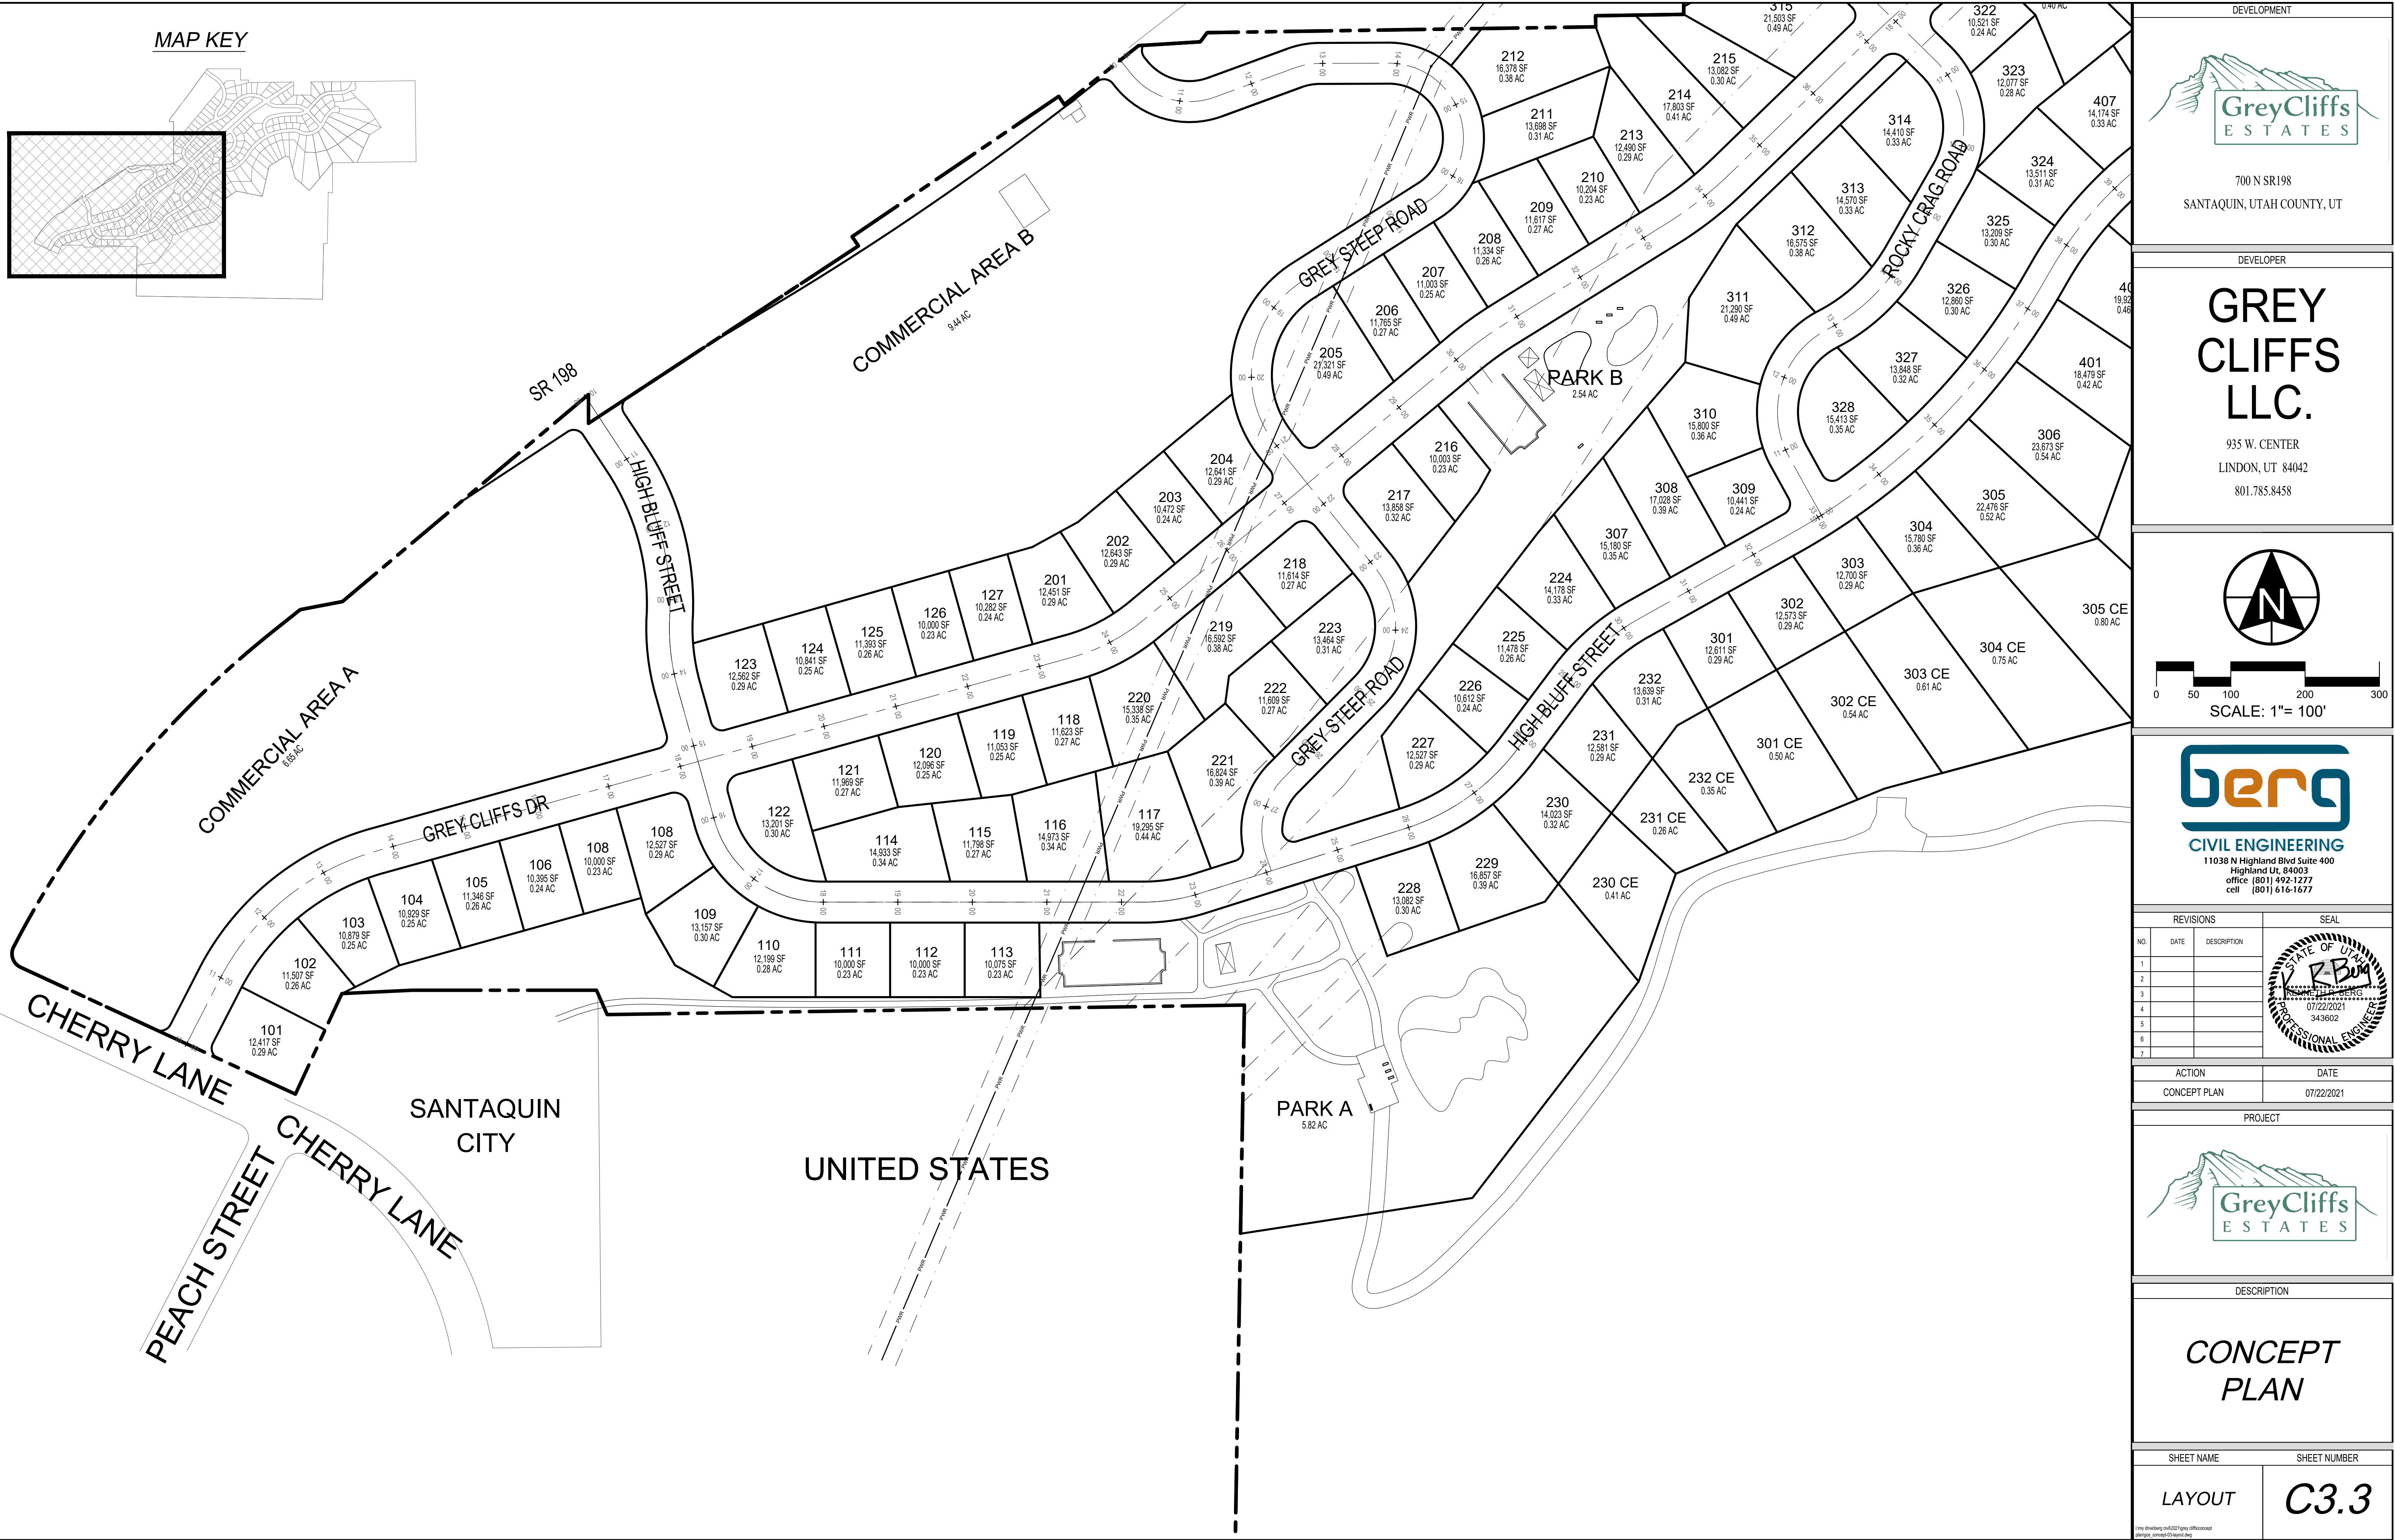 MAP KEY
SR 198
COMMERCIAL AREA A
6.65 AC
COMMERCIAL AREA B
9.44 AC
HIGH BLUFF STREET
GREY CLIFFS DR
GREY STEEP ROAD
GREY STEEP ROAD
HIGH BLUFF STREET
ROCKY CRAG ROAD
CHERRY LANE
CHERRY LANE
PEACH STREET
SANTAQUIN
CITY
UNITED STATES
PARK A
5.82 AC
PARK B
2.54 AC
101
12,417 SF
0.29 AC
102
11,507 SF
0.26 AC
103
10,879 SF
0.25 AC
104
10,929 SF
0.25 AC
105
11,346 SF
0.26 AC
106
10,395 SF
0.24 AC
108
10,000 SF
0.23 AC
108
12,527 SF
0.29 AC
109
13,157 SF
0.30 AC
110
12,199 SF
0.28 AC
111
10,000 SF
0.23 AC
112
10,000 SF
0.23 AC
113
10,075 SF
0.23 AC
114
14,933 SF
0.34 AC
115
11,798 SF
0.27 AC
116
14,973 SF
0.34 AC
117
19,295 SF
0.44 AC
118
11,623 SF
0.27 AC
119
11,053 SF
0.25 AC
120
12,096 SF
0.25 AC
121
11,969 SF
0.27 AC
122
13,201 SF
0.30 AC
123
12,562 SF
0.29 AC
124
10,841 SF
0.25 AC
125
11,393 SF
0.26 AC
126
10,000 SF
0.23 AC
127
10,282 SF
0.24 AC
201
12,451 SF
0.29 AC
202
12,643 SF
0.29 AC
203
10,472 SF
0.24 AC
204
12,641 SF
0.29 AC
205
21,321 SF
0.49 AC
206
11,765 SF
0.27 AC
207
11,003 SF
0.25 AC
208
11,334 SF
0.26 AC
209
11,617 SF
0.27 AC
210
10,204 SF
0.23 AC
211
13,698 SF
0.31 AC
212
16,378 SF
0.38 AC
213
12,490 SF
0.29 AC
214
17,803 SF
0.41 AC
215
13,082 SF
0.30 AC
216
10,003 SF
0.23 AC
217
13,858 SF
0.32 AC
218
11,614 SF
0.27 AC
219
16,592 SF
0.38 AC
220
15,338 SF
0.35 AC
221
16,824 SF
0.39 AC
222
11,609 SF
0.27 AC
223
13,464 SF
0.31 AC
224
14,178 SF
0.33 AC
225
11,478 SF
0.26 AC
226
10,612 SF
0.24 AC
227
12,527 SF
0.29 AC
228
13,082 SF
0.30 AC
229
16,857 SF
0.39 AC
230
14,023 SF
0.32 AC
231
12,581 SF
0.29 AC
232
13,639 SF
0.31 AC
230 CE
0.41 AC
231 CE
0.26 AC
232 CE
0.35 AC
301 CE
0.50 AC
302 CE
0.54 AC
303 CE
0.61 AC
304 CE
0.75 AC
305 CE
0.80 AC
301
12,611 SF
0.29 AC
302
12,573 SF
0.29 AC
303
12,700 SF
0.29 AC
304
15,780 SF
0.36 AC
305
22,476 SF
0.52 AC
306
23,673 SF
0.54 AC
307
15,180 SF
0.35 AC
308
17,028 SF
0.39 AC
309
10,441 SF
0.24 AC
310
15,800 SF
0.36 AC
311
21,290 SF
0.49 AC
312
16,575 SF
0.38 AC
313
14,570 SF
0.33 AC
314
14,410 SF
0.33 AC
315
21,503 SF
0.49 AC
322
10,521 SF
0.24 AC
323
12,077 SF
0.28 AC
324
13,511 SF
0.31 AC
325
13,209 SF
0.30 AC
326
12,860 SF
0.30 AC
327
13,848 SF
0.32 AC
328
15,413 SF
0.35 AC
401
18,479 SF
0.42 AC
407
14,174 SF
0.33 AC
DEVELOPMENT
GreyCliffs
ESTATES
700 N SR198
SANTAQUIN, UTAH COUNTY, UT
DEVELOPER
GREY
CLIFFS
LLC.
935 W. CENTER
LINDON, UT 84042
801.785.8458
N
0 50 100 200 300
SCALE: 1"= 100'
berg
CIVIL ENGINEERING
11038 N Highland Blvd Suite 400
Highland Ut, 84003
office (801) 492-1277
cell (801) 616-1677
REVISIONS SEAL
NO. DATE DESCRIPTION
1
2
3
4
5
6
7
STATE OF UTAH
KENNETH R. BERG
07/22/2021
343602
PROFESSIONAL ENGINEER
ACTION DATE
CONCEPT PLAN 07/22/2021
PROJECT
GreyCliffs
ESTATES
DESCRIPTION
CONCEPT
PLAN
SHEET NAME SHEET NUMBER
LAYOUT C3.3